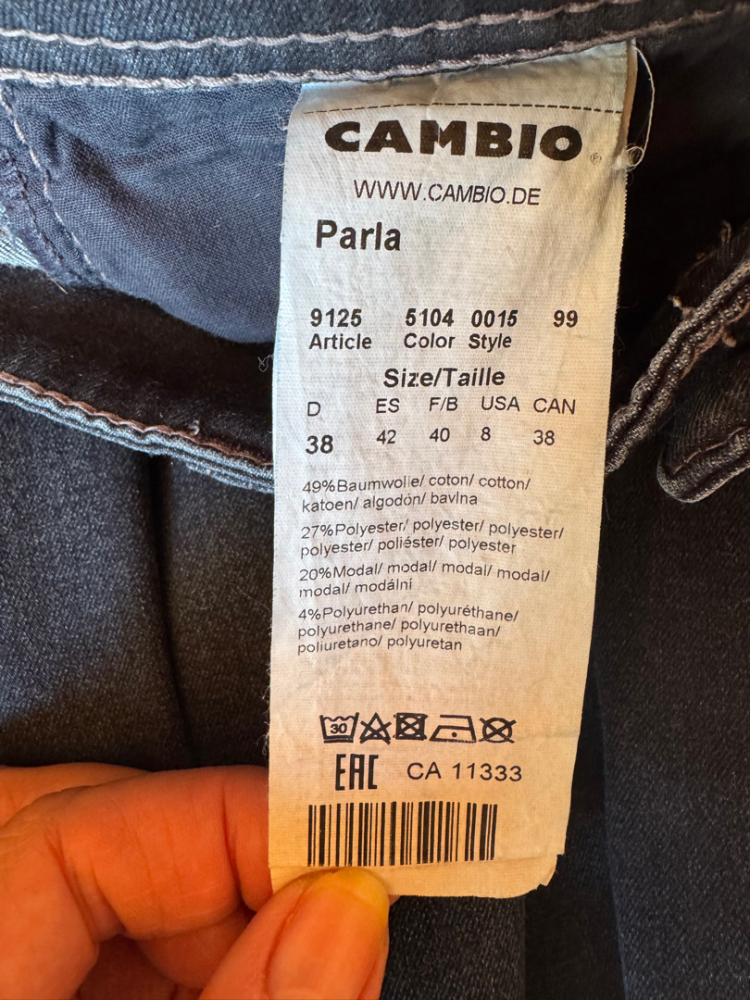 CAMBIO®
WWW.CAMBIO.DE
Parla
9125 5104 0015 99
Article Color Style
Size/Taille
D ES F/B USA CAN
38 42 40 8 38
49%Baumwolle/ coton/ cotton/
katoen/ algodón/ bavlna
27%Polyester/ polyester/ polyester/
polyester/ poliéster/ polyester
20%Modal/ modal/ modal/ modal/
modal/ modální
4%Polyurethan/ polyuréthane/
polyurethane/ polyurethaan/
poliuretano/ polyuretan
30
EAC CA 11333